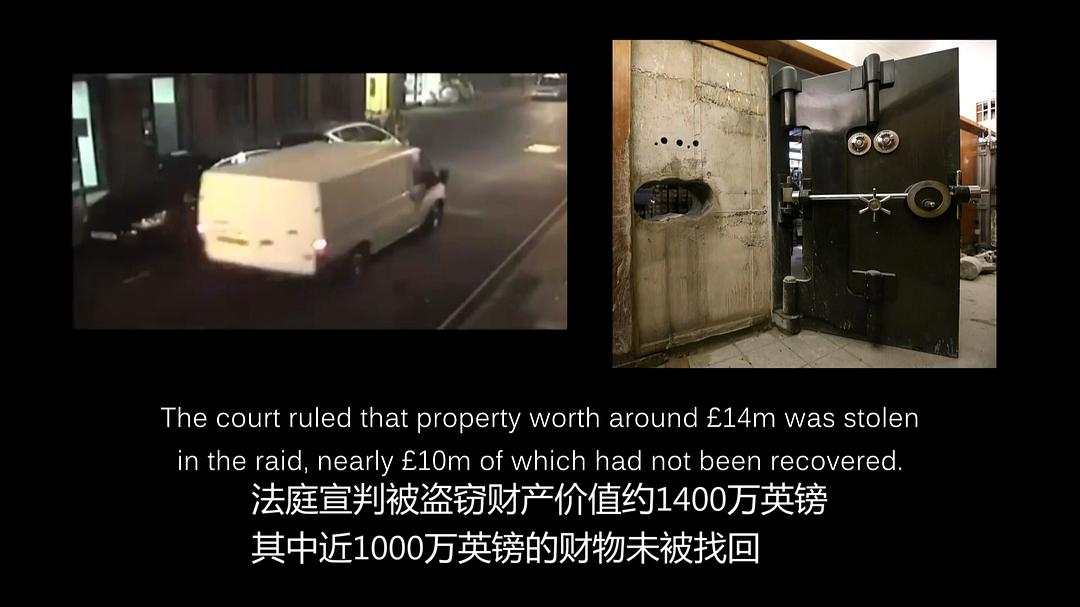 The court ruled that property worth around £14m was stolen
in the raid, nearly £10m of which had not been recovered.
法庭宣判被盗窃财产价值约1400万英镑
其中近1000万英镑的财物未被找回